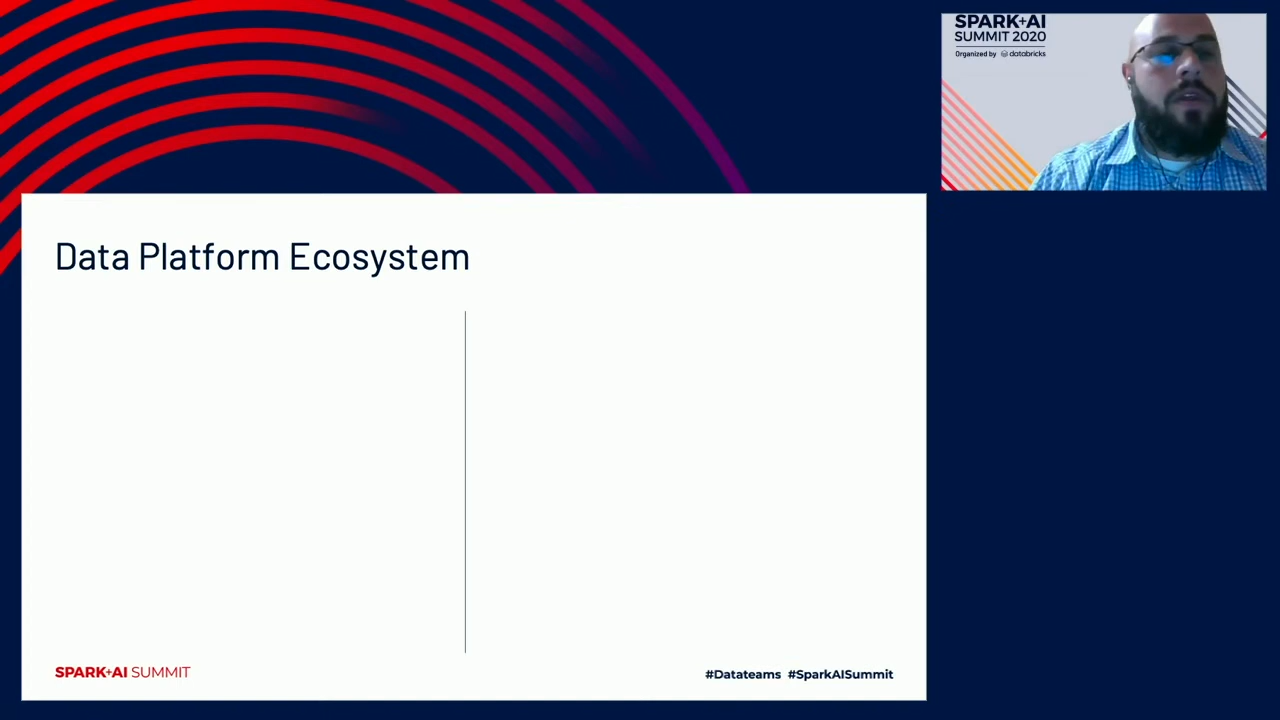 SPARK+AI
SUMMIT 2020
Organized by databricks
Data Platform Ecosystem
SPARK+AI SUMMIT
#Datateams #SparkAISummit